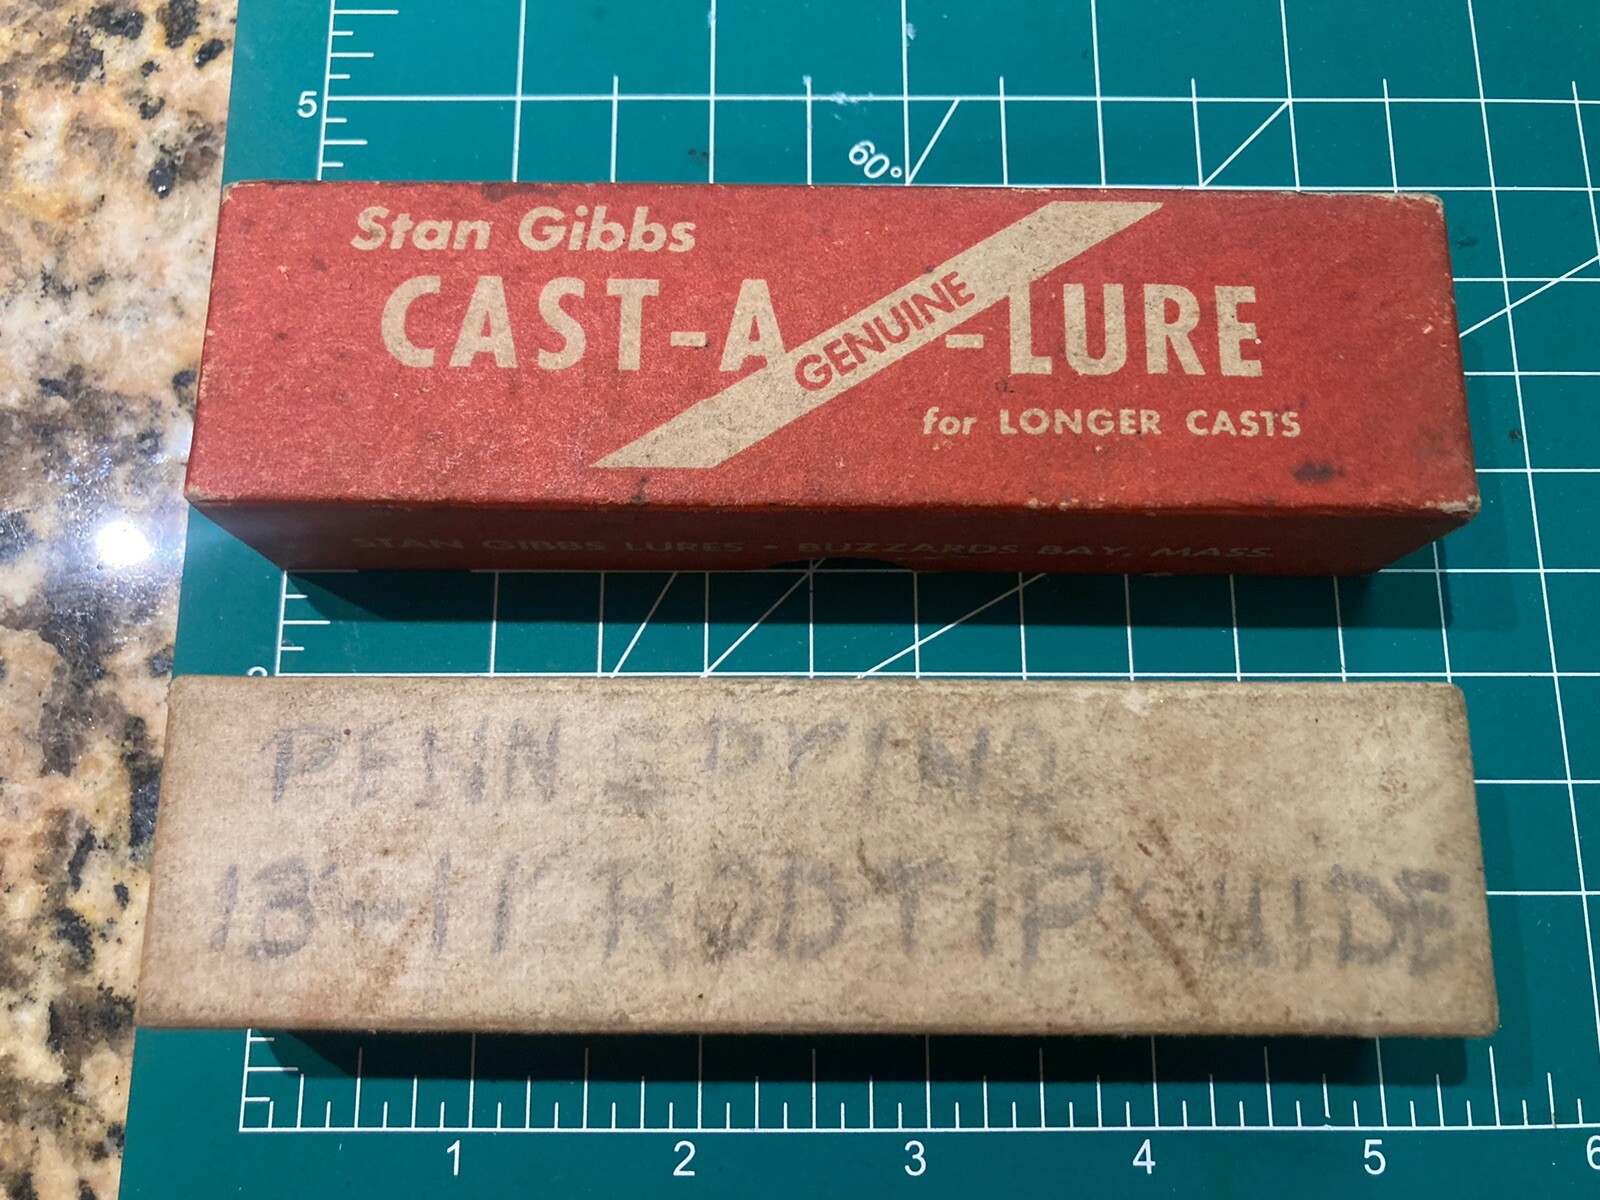 5
60°
Stan Gibbs
CAST-A-LURE
GENUINE
for LONGER CASTS
STAN GIBBS LURES • BUZZARDS BAY, MASS.
PENN
ROD TIP GUIDE
1 2 3 4 5 6